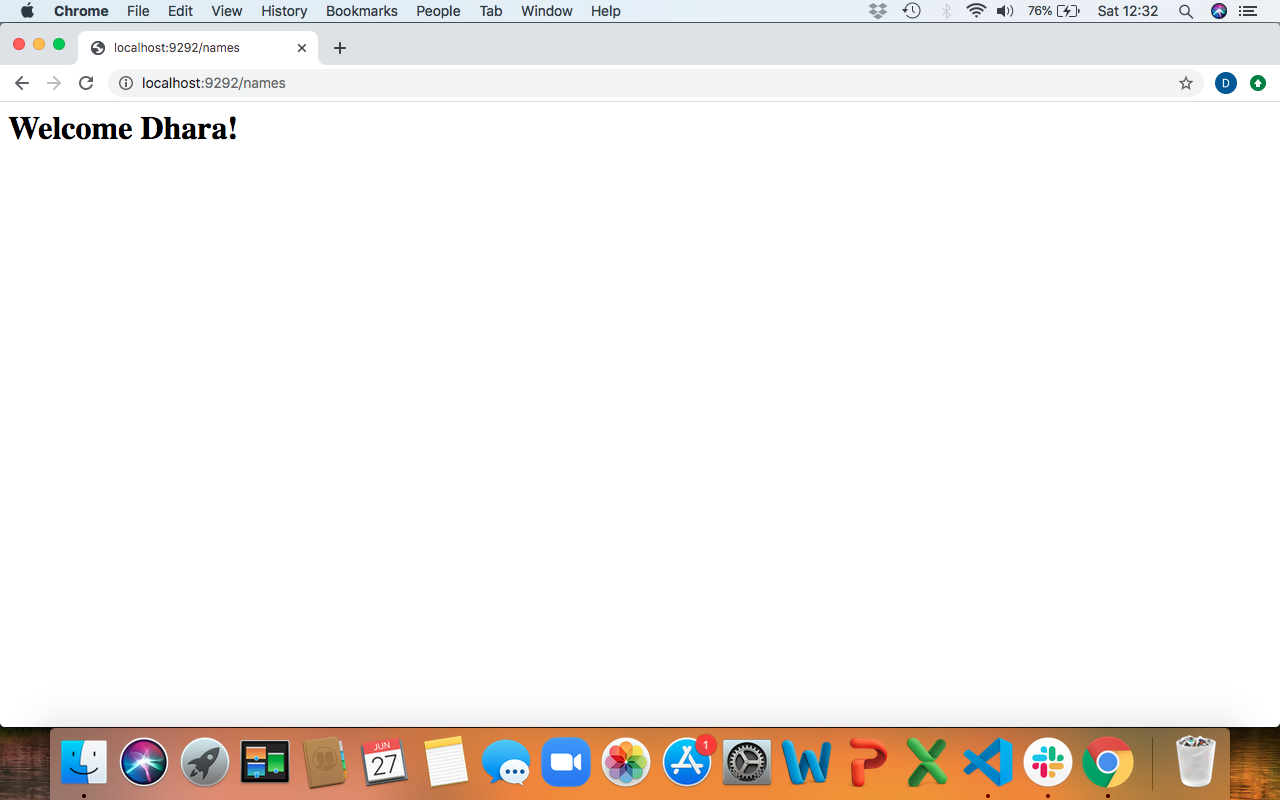 Chrome File Edit View History Bookmarks People Tab Window Help 76% Sat 12:32
localhost:9292/names
localhost:9292/names D
Welcome Dhara!
JUN 1
27